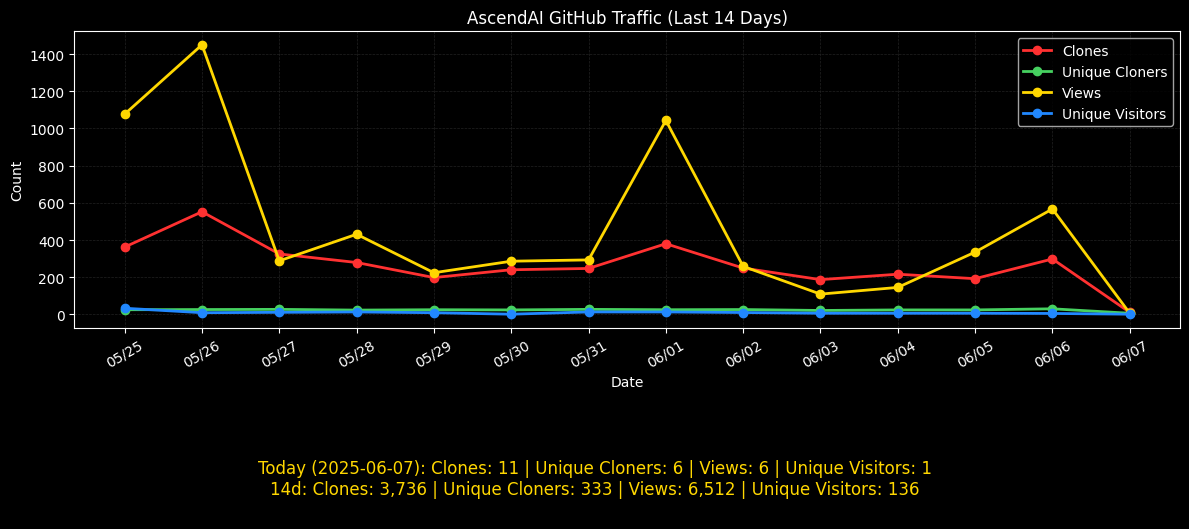 AscendAI GitHub Traffic (Last 14 Days)
Count
1400
1200
1000
800
600
400
200
0
Clones
Unique Cloners
Views
Unique Visitors
05/25
05/26
05/27
05/28
05/29
05/30
05/31
06/01
06/02
06/03
06/04
06/05
06/06
06/07
Date
Today (2025-06-07): Clones: 11 | Unique Cloners: 6 | Views: 6 | Unique Visitors: 1
14d: Clones: 3,736 | Unique Cloners: 333 | Views: 6,512 | Unique Visitors: 136